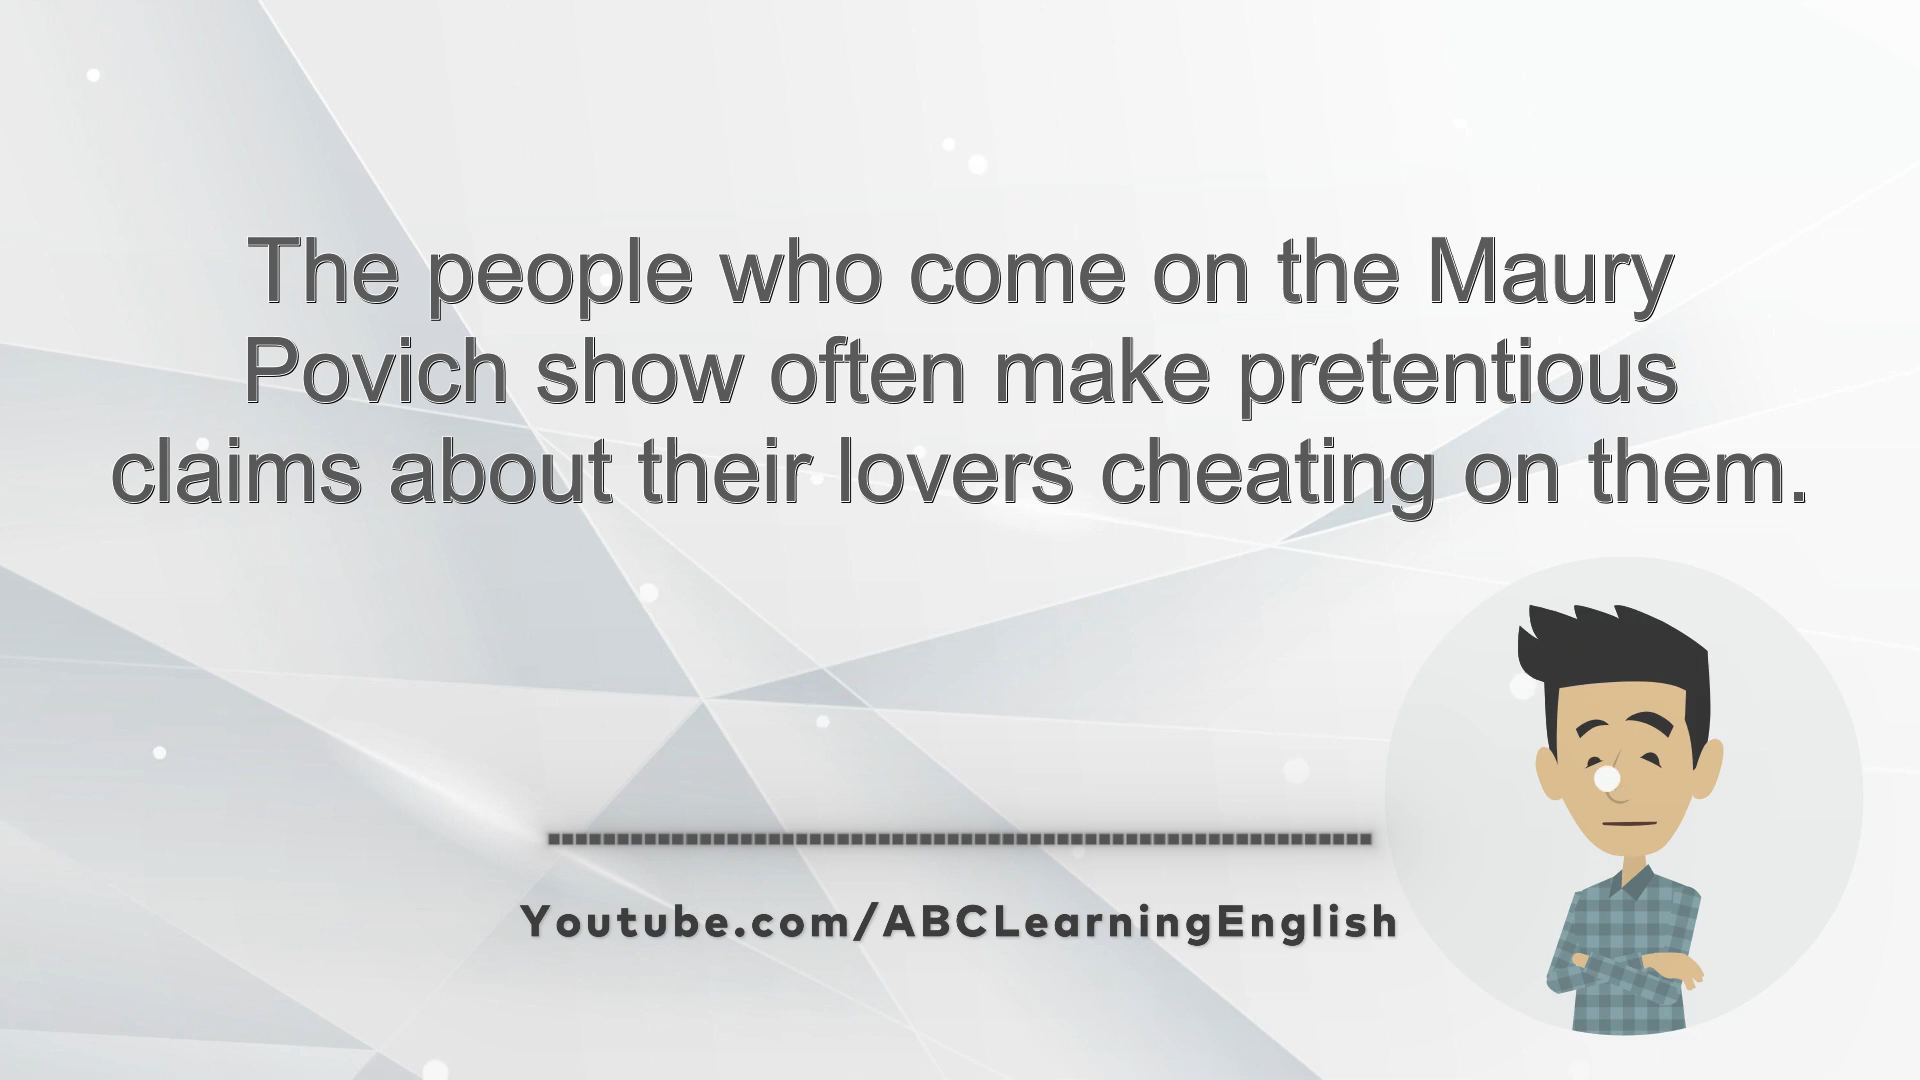 The people who come on the Maury
Povich show often make pretentious
claims about their lovers cheating on them.
Youtube.com/ABCLearningEnglish